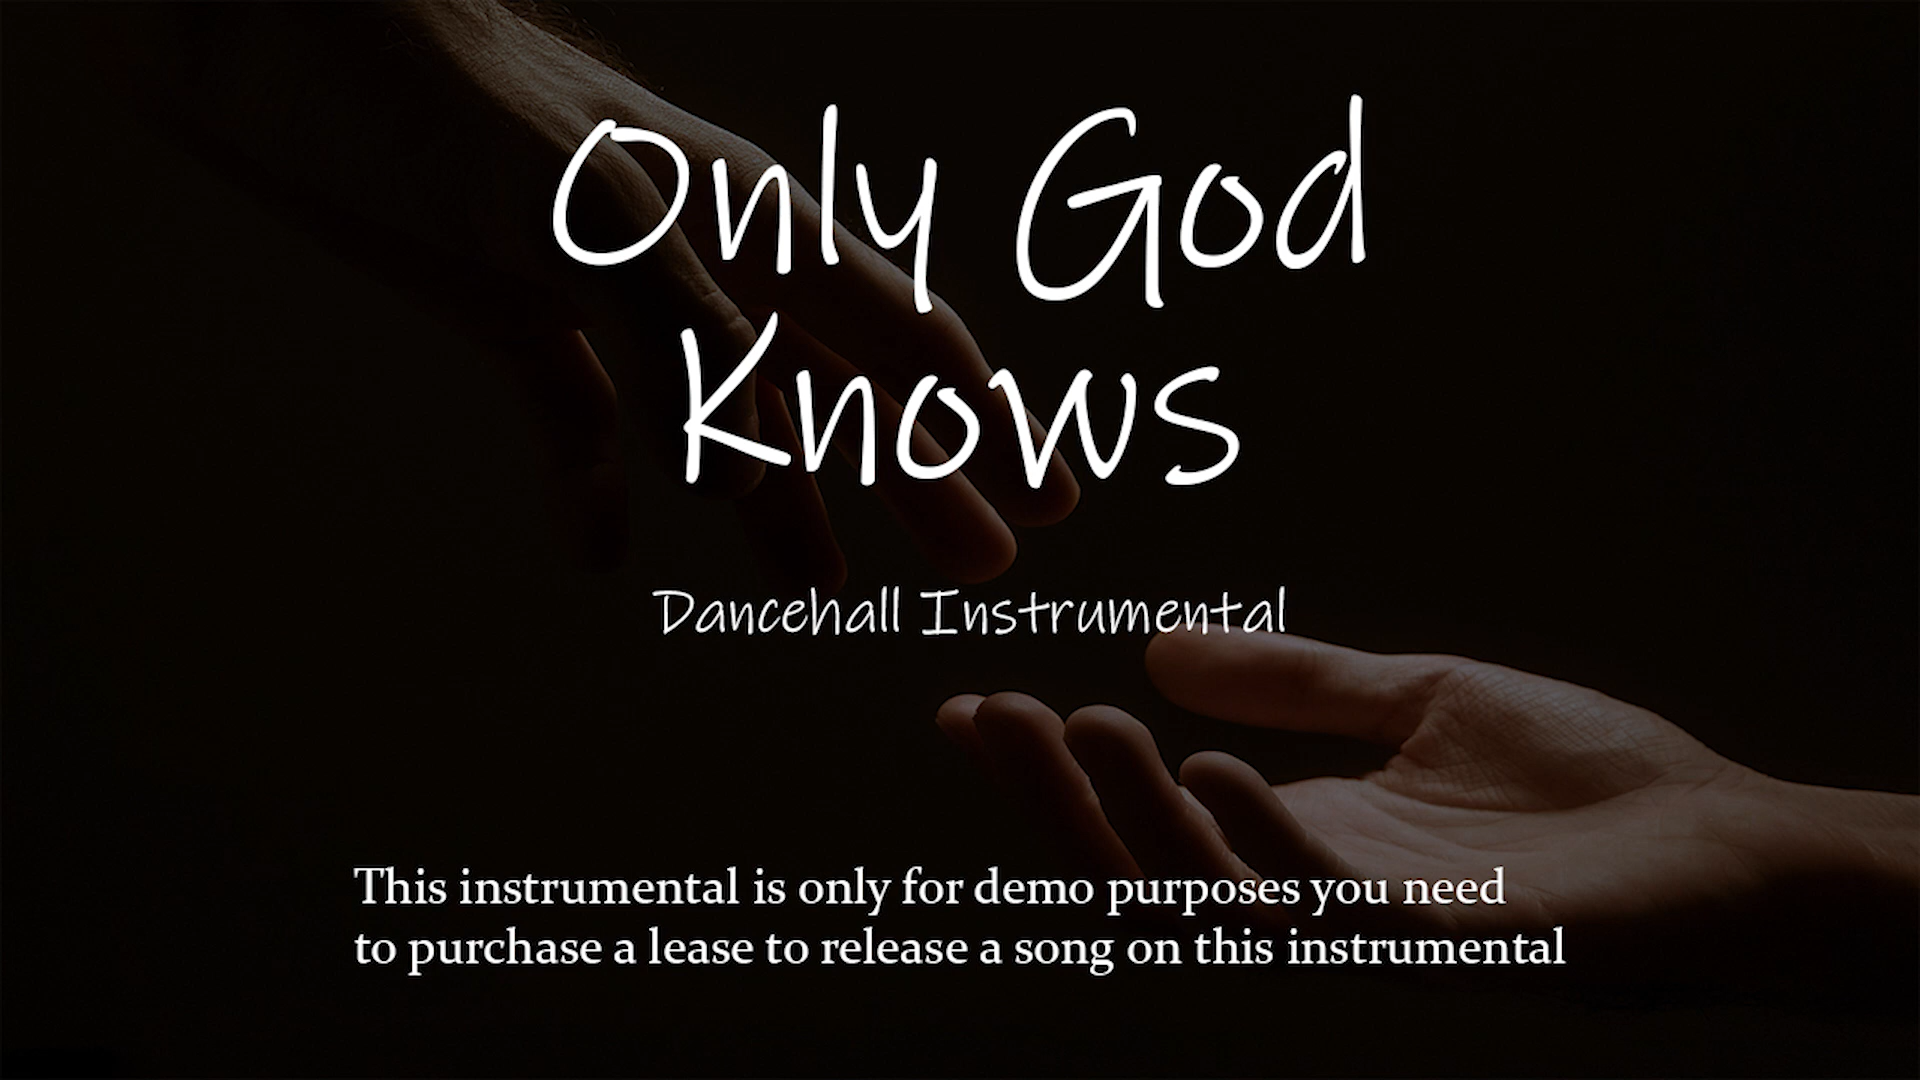 Only God
Knows
Dancehall Instrumental
This instrumental is only for demo purposes you need
to purchase a lease to release a song on this instrumental